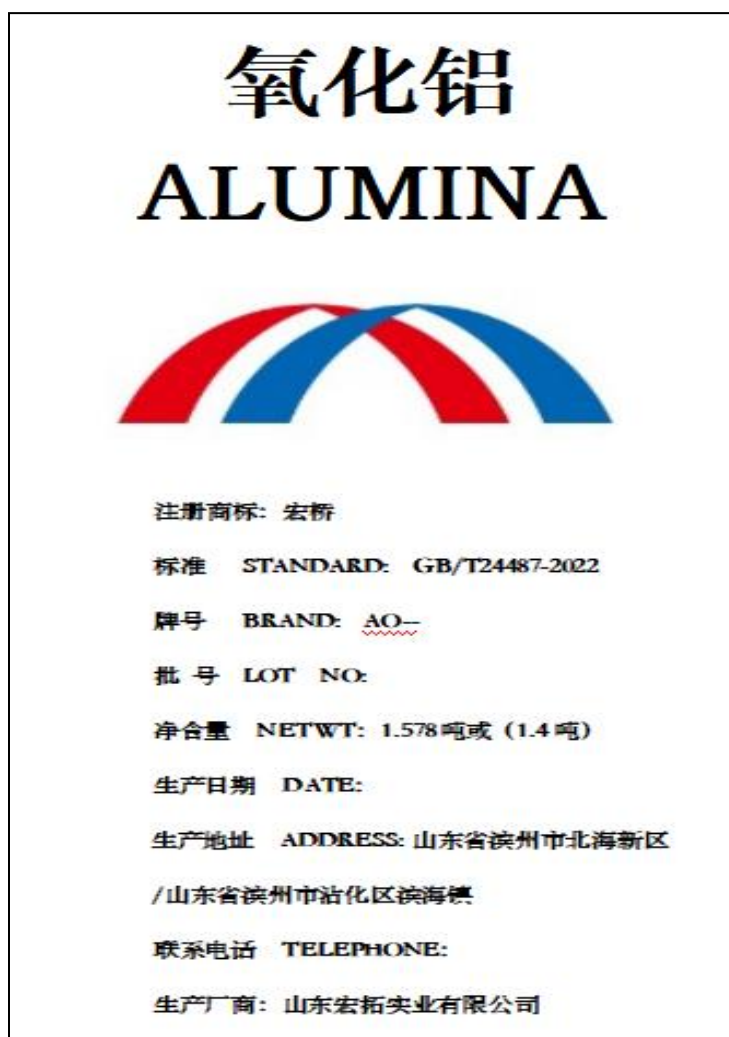 氧化铝
ALUMINA
注册商标：宏桥
标准 STANDARD: GB/T24487-2022
牌号 BRAND: AO--
批 号 LOT NO:
净含量 NETWT: 1.578吨或（1.4吨）
生产日期 DATE:
生产地址 ADDRESS: 山东省滨州市北海新区
/山东省滨州市沾化区滨海镇
联系电话 TELEPHONE:
生产厂商：山东宏拓实业有限公司